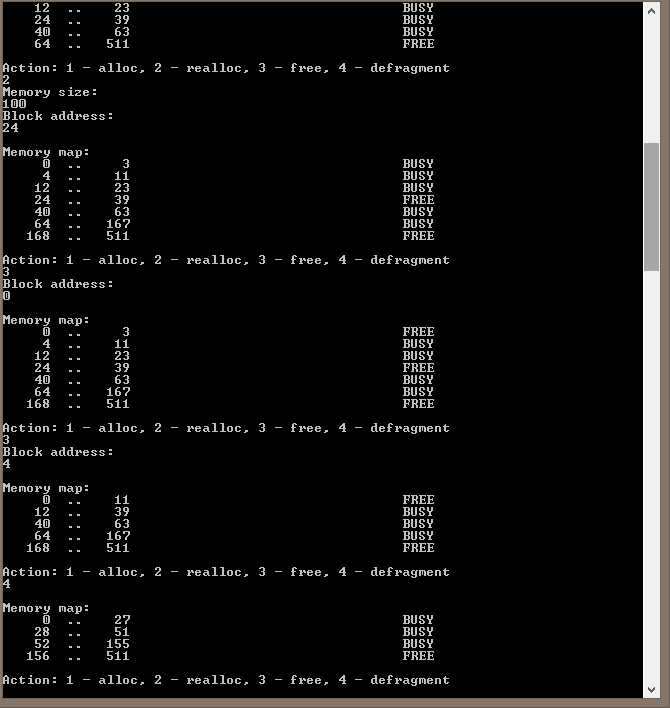 12 .. 23 BUSY
24 .. 39 BUSY
40 .. 63 BUSY
64 .. 511 FREE
Action: 1 - alloc, 2 - realloc, 3 - free, 4 - defragment
2
Memory size:
100
Block address:
24
Memory map:
0 .. 3 BUSY
4 .. 11 BUSY
12 .. 23 BUSY
24 .. 39 FREE
40 .. 63 BUSY
64 .. 167 BUSY
168 .. 511 FREE
Action: 1 - alloc, 2 - realloc, 3 - free, 4 - defragment
3
Block address:
0
Memory map:
0 .. 3 FREE
4 .. 11 BUSY
12 .. 23 BUSY
24 .. 39 FREE
40 .. 63 BUSY
64 .. 167 BUSY
168 .. 511 FREE
Action: 1 - alloc, 2 - realloc, 3 - free, 4 - defragment
3
Block address:
4
Memory map:
0 .. 11 FREE
12 .. 39 BUSY
40 .. 63 BUSY
64 .. 167 BUSY
168 .. 511 FREE
Action: 1 - alloc, 2 - realloc, 3 - free, 4 - defragment
4
Memory map:
0 .. 27 BUSY
28 .. 51 BUSY
52 .. 155 BUSY
156 .. 511 FREE
Action: 1 - alloc, 2 - realloc, 3 - free, 4 - defragment